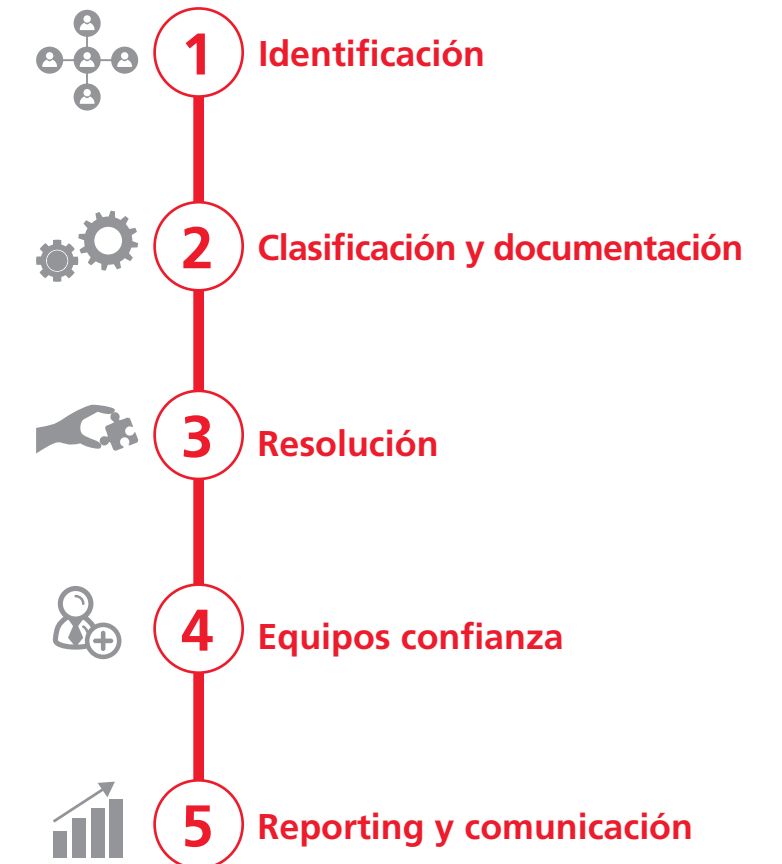 1 Identificación
2 Clasificación y documentación
3 Resolución
4 Equipos confianza
5 Reporting y comunicación